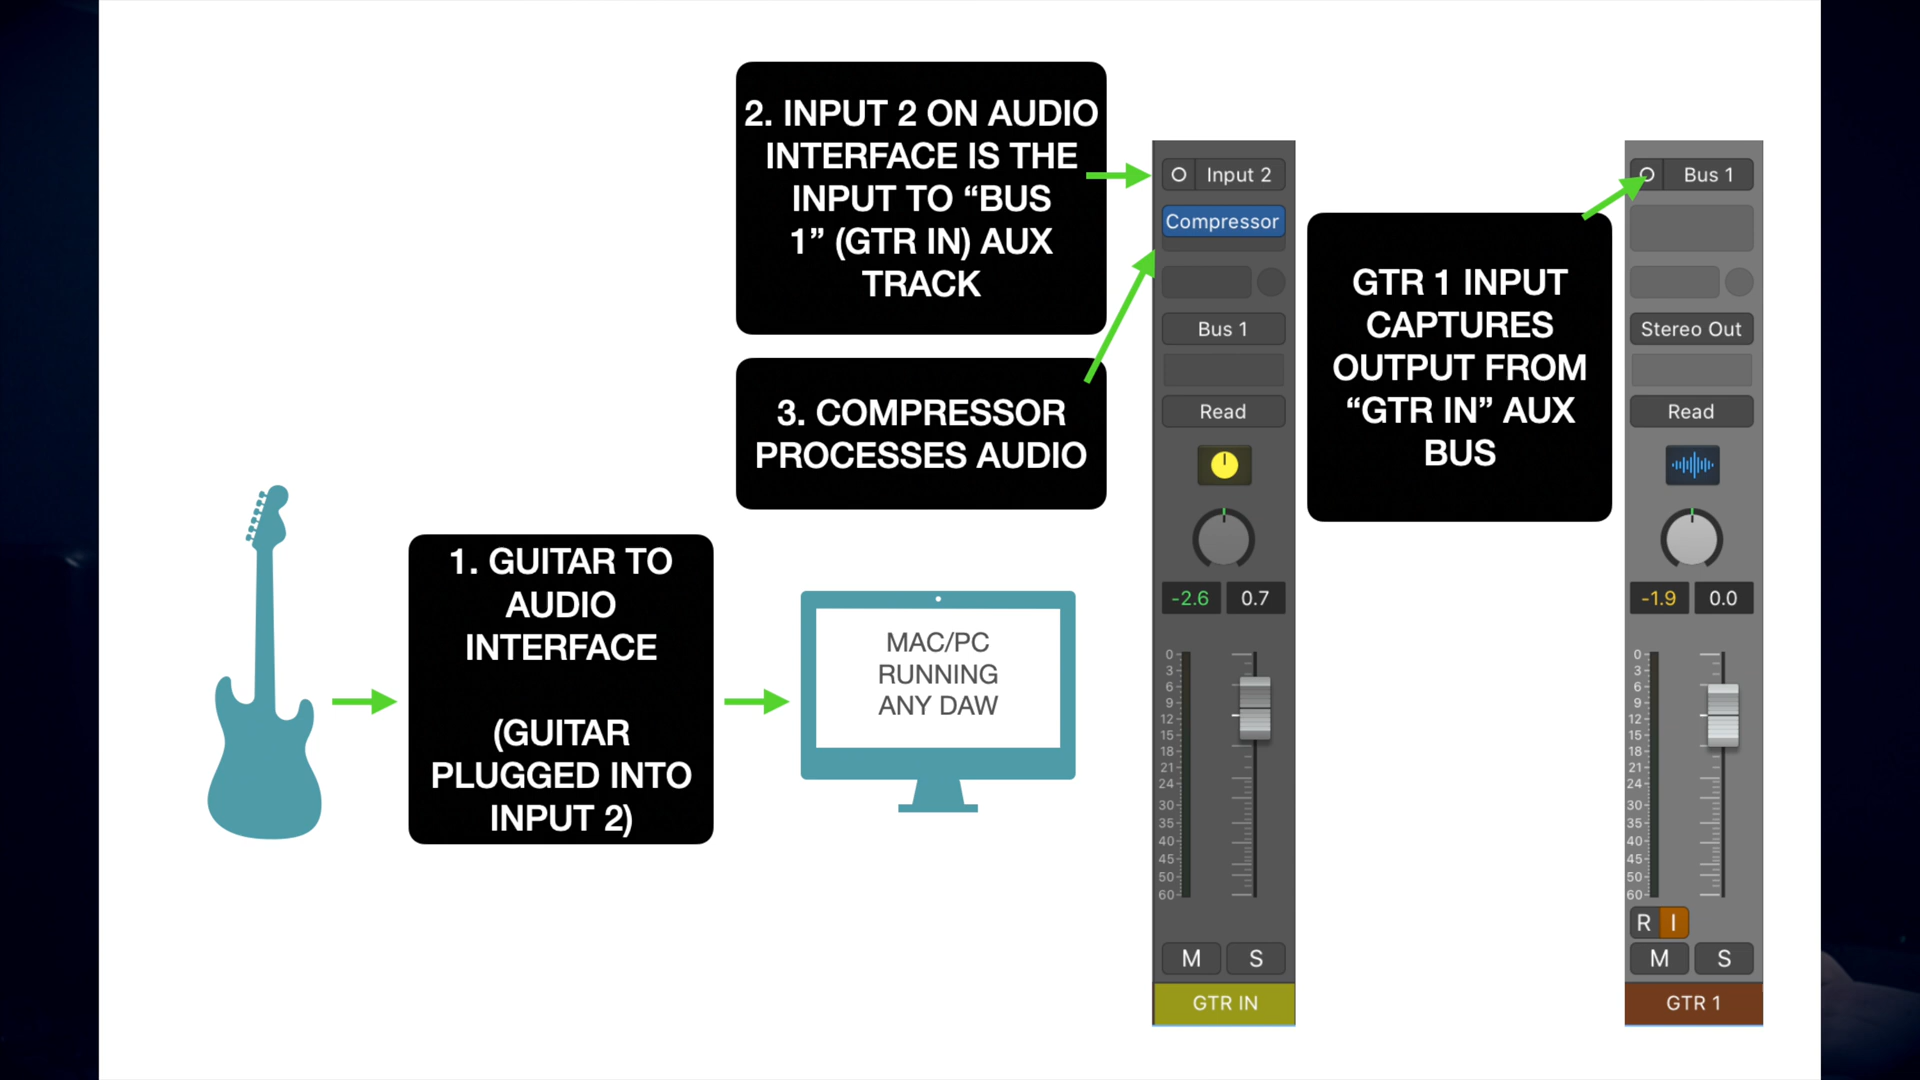 2. INPUT 2 ON AUDIO
INTERFACE IS THE
INPUT TO “BUS
1” (GTR IN) AUX
TRACK
3. COMPRESSOR
PROCESSES AUDIO
1. GUITAR TO
AUDIO
INTERFACE
(GUITAR
PLUGGED INTO
INPUT 2)
MAC/PC
RUNNING
ANY DAW
Input 2
Compressor
Bus 1
Read
-2.6 0.7
0
3
6
9
12
15
18
21
24
30
35
40
45
50
60
M S
GTR IN
GTR 1 INPUT
CAPTURES
OUTPUT FROM
“GTR IN” AUX
BUS
Bus 1
Stereo Out
Read
-1.9 0.0
0
3
6
9
12
15
18
21
24
30
35
40
45
50
60
R I
M S
GTR 1